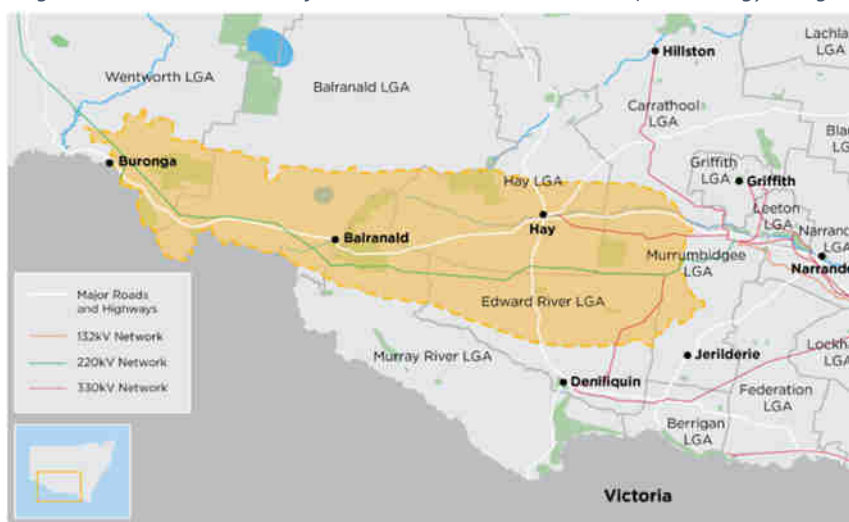 Wentworth LGA
Balranald LGA
Hillston
Lachla
LGA
Carrathool
LGA
Bla
LG
Buronga
Hay LGA
Griffith
LGA
Griffith
Leeton
LGA
Hay
Balranald
Narrand
LGA
Murrumbidgee
LGA
Narrande
Edward River LGA
Major Roads
and Highways
132kV Network
220kV Network
330kV Network
Murray River LGA
Jerilderie
Lockh
LGA
Deniliquin
Federation
LGA
Berrigan
LGA
Victoria